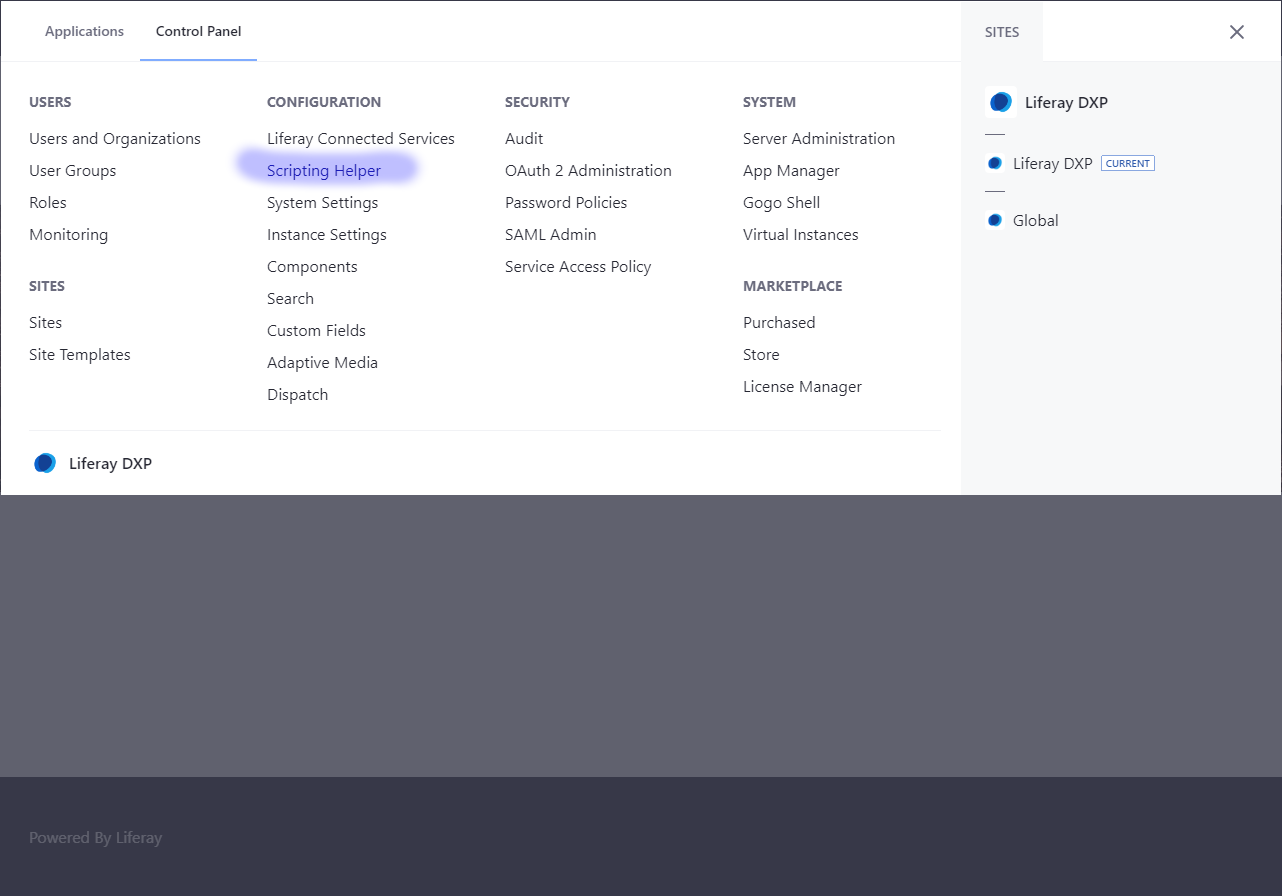 Applications
Control Panel
SITES
USERS
Users and Organizations
User Groups
Roles
Monitoring
SITES
Sites
Site Templates
CONFIGURATION
Liferay Connected Services
Scripting Helper
System Settings
Instance Settings
Components
Search
Custom Fields
Adaptive Media
Dispatch
SECURITY
Audit
OAuth 2 Administration
Password Policies
SAML Admin
Service Access Policy
SYSTEM
Server Administration
App Manager
Gogo Shell
Virtual Instances
MARKETPLACE
Purchased
Store
License Manager
Liferay DXP
Liferay DXP CURRENT
Global
Liferay DXP
Powered By Liferay